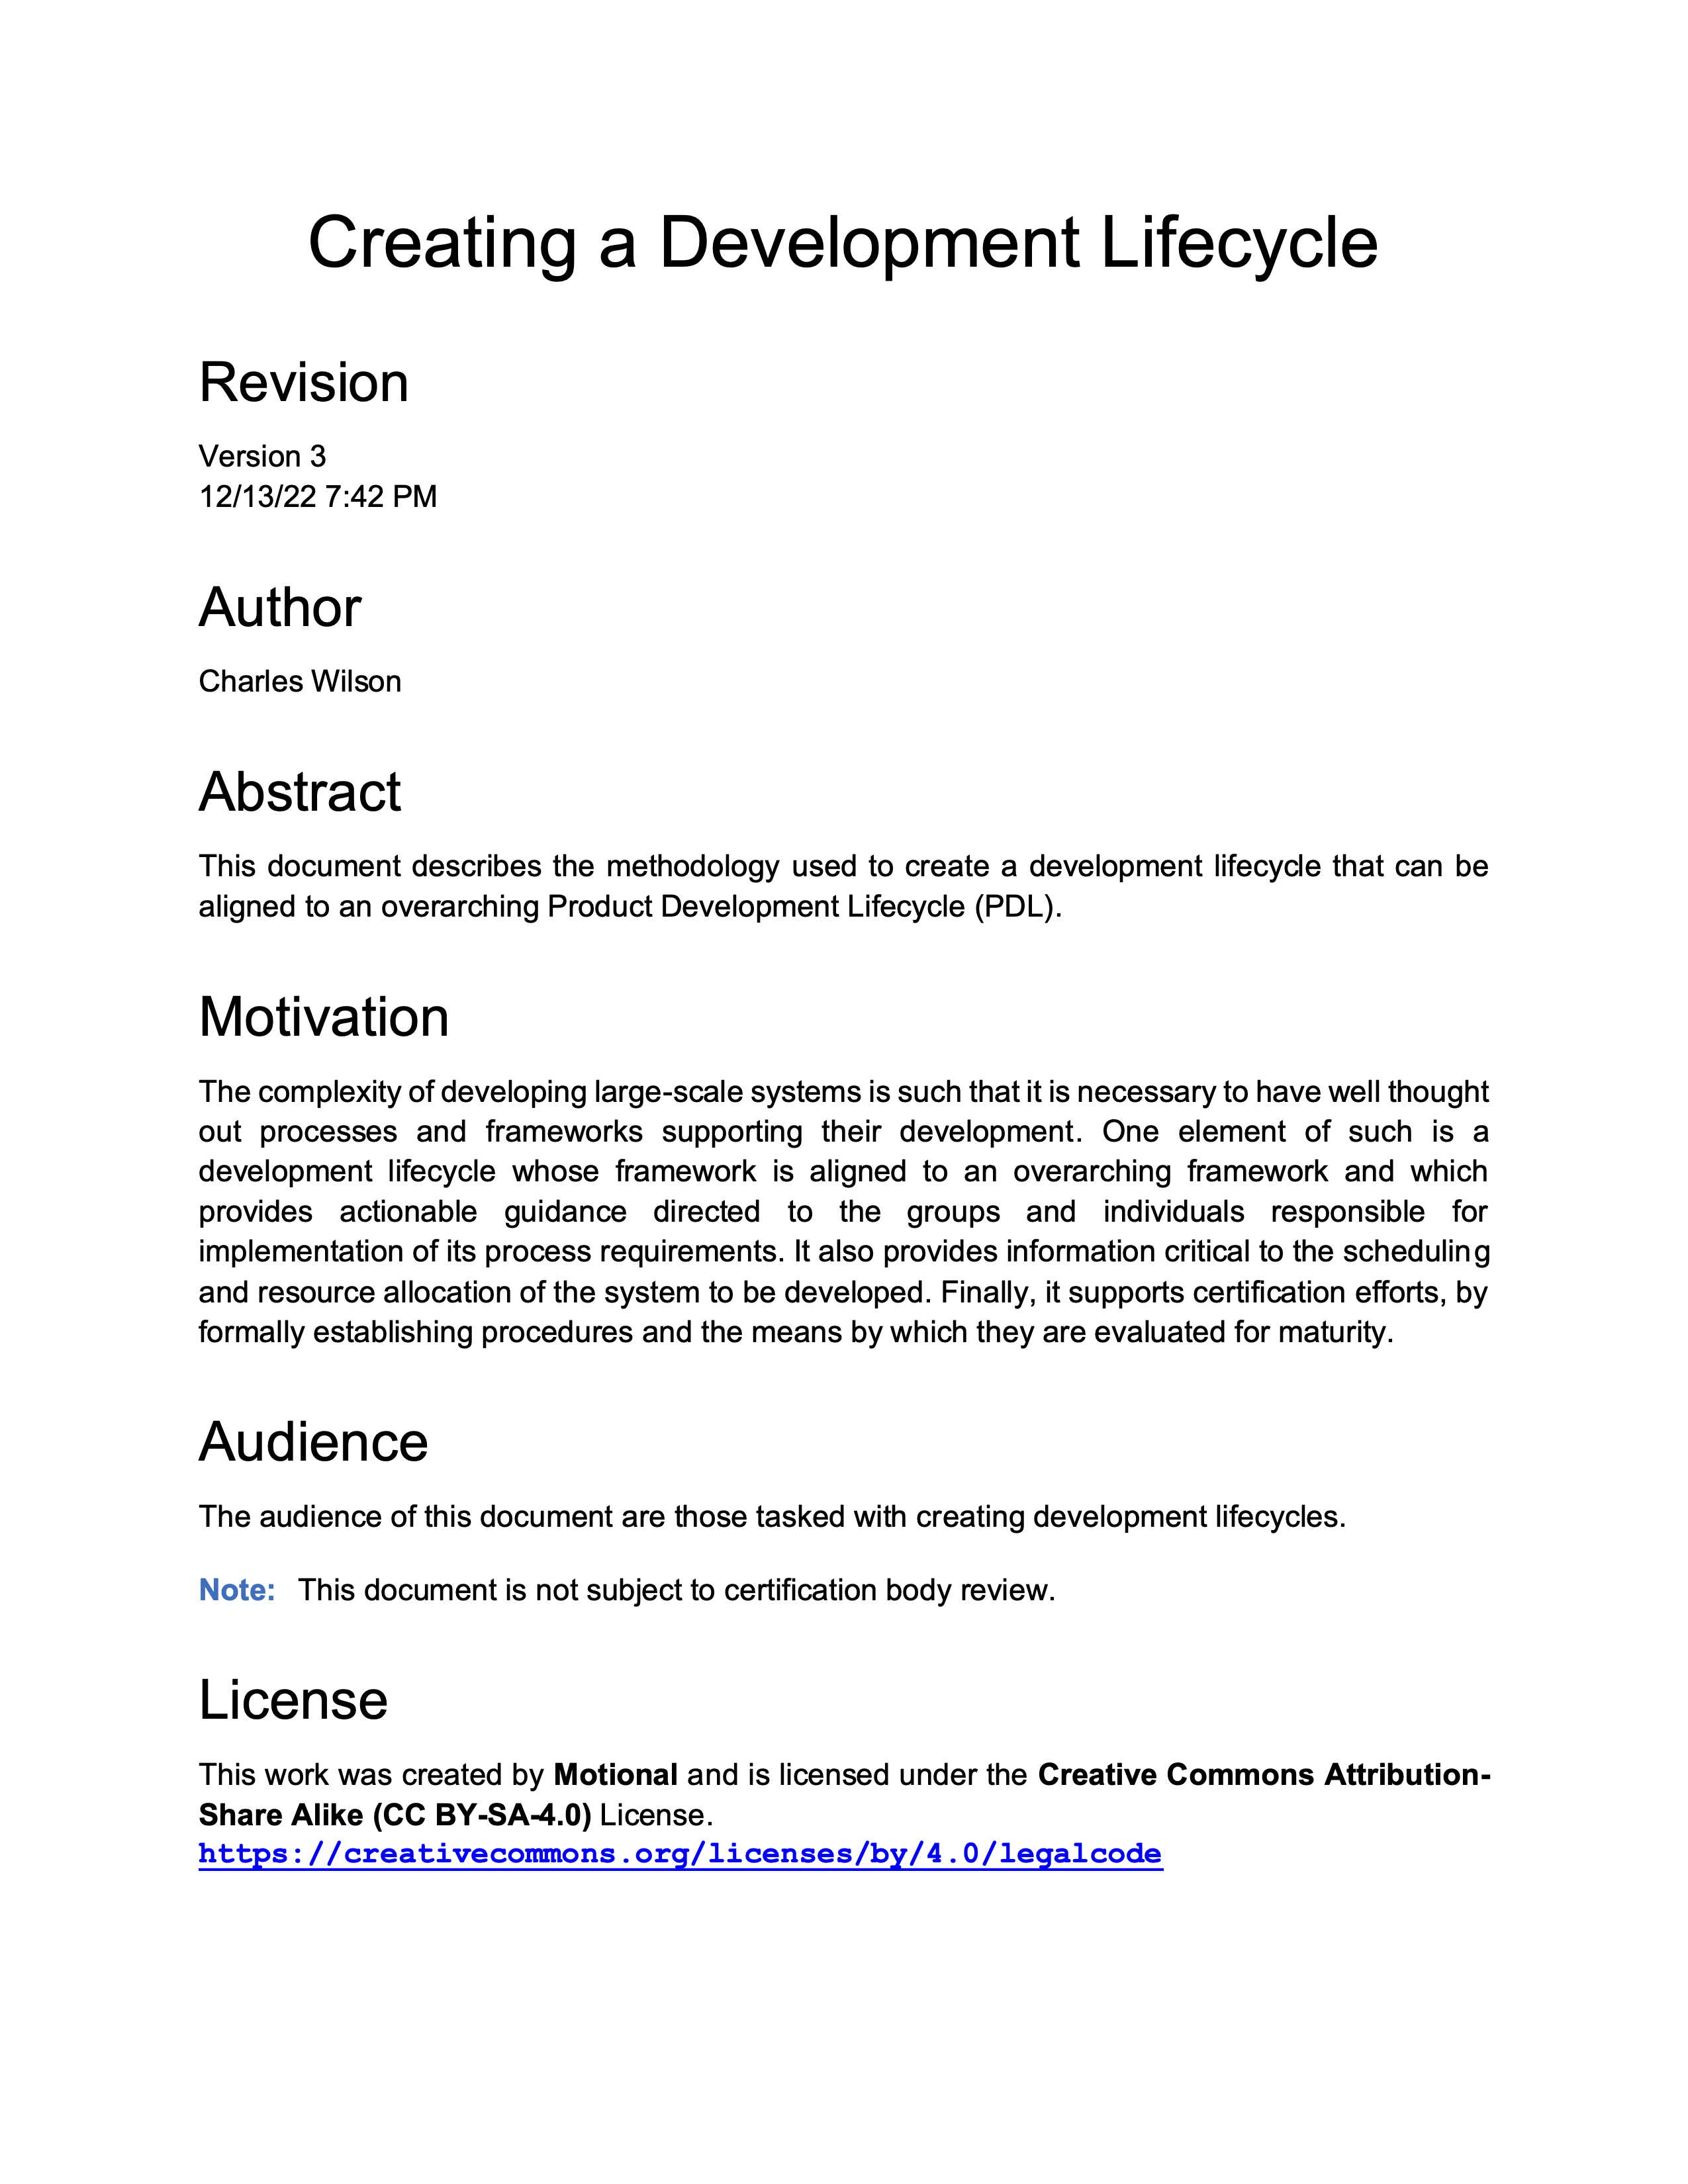 Creating a Development Lifecycle
Revision
Version 3
12/13/22 7:42 PM
Author
Charles Wilson
Abstract
This document describes the methodology used to create a development lifecycle that can be
aligned to an overarching Product Development Lifecycle (PDL).
Motivation
The complexity of developing large-scale systems is such that it is necessary to have well thought
out processes and frameworks supporting their development. One element of such is a
development lifecycle whose framework is aligned to an overarching framework and which
provides actionable guidance directed to the groups and individuals responsible for
implementation of its process requirements. It also provides information critical to the scheduling
and resource allocation of the system to be developed. Finally, it supports certification efforts, by
formally establishing procedures and the means by which they are evaluated for maturity.
Audience
The audience of this document are those tasked with creating development lifecycles.
Note: This document is not subject to certification body review.
License
This work was created by Motional and is licensed under the Creative Commons Attribution-
Share Alike (CC BY-SA-4.0) License.
https://creativecommons.org/licenses/by/4.0/legalcode